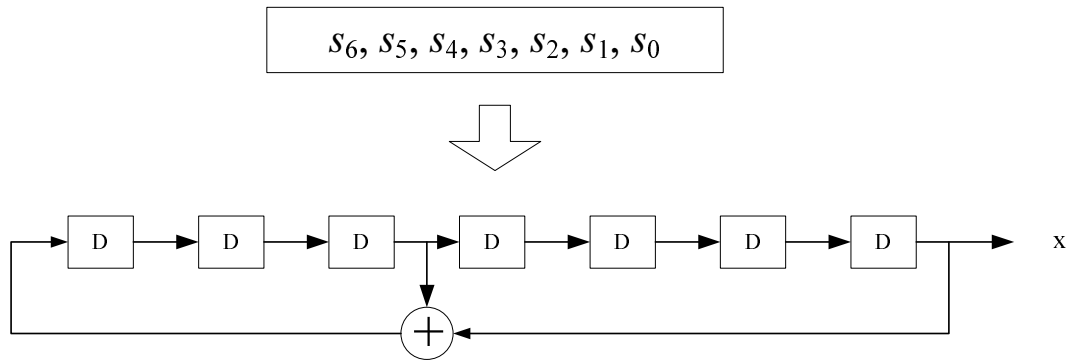 s₆, s₅, s₄, s₃, s₂, s₁, s₀
D D D D D D D x
+